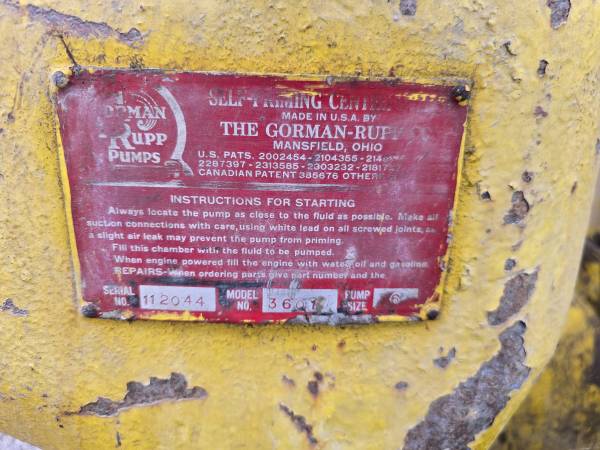 SELF-PRIMING
MADE IN U.S.A. BY
THE GORMAN-RUPP
MANSFIELD, OHIO
U.S. PATS. 2002454-2104355-
2287397-2313585-2303232-
CANADIAN PATENT 385676
RUPP
PUMPS
INSTRUCTIONS FOR STARTING
Always locate the pump as close to the fluid as possible. Make all
suction connections with care, using white lead on all screwed joints, as
a slight air leak may prevent the pump from priming.
Fill this chamber with the fluid to be pumped.
When engine powered fill the engine with water, oil and gasoline.
REPAIRS-When ordering parts give part number and the
SERIAL NO. 112044 MODEL NO. PUMP SIZE 6